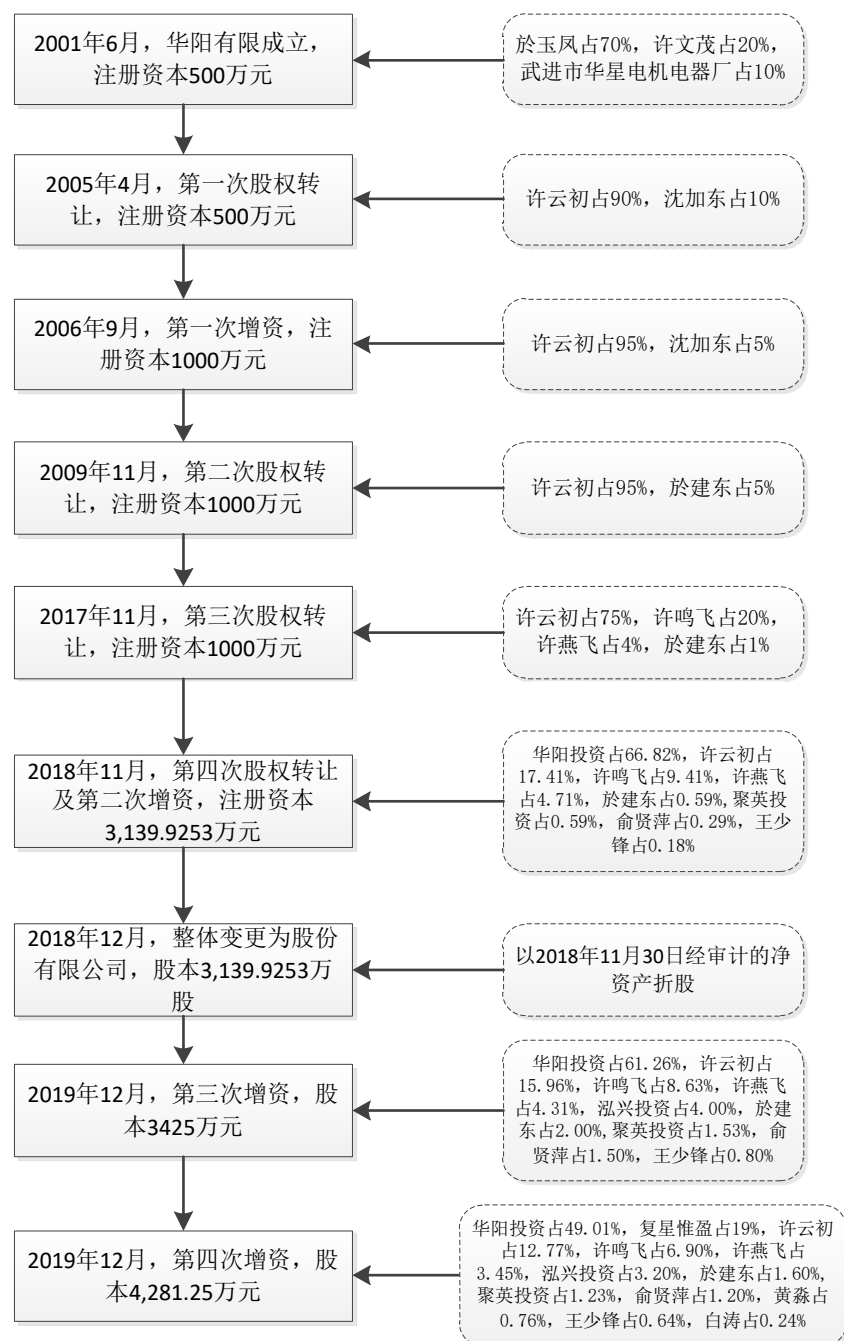 2001年6月，华阳有限成立，
注册资本500万元
於玉凤占70%，许文茂占20%，
武进市华星电机电器厂占10%
2005年4月，第一次股权转
让，注册资本500万元
许云初占90%，沈加东占10%
2006年9月，第一次增资，注
册资本1000万元
许云初占95%，沈加东占5%
2009年11月，第二次股权转
让，注册资本1000万元
许云初占95%，於建东占5%
2017年11月，第三次股权转
让，注册资本1000万元
许云初占75%，许鸣飞占20%，
许燕飞占4%，於建东占1%
2018年11月，第四次股权转让
及第二次增资，注册资本
3,139.9253万元
华阳投资占66.82%，许云初占
17.41%，许鸣飞占9.41%，许燕飞
占4.71%，於建东占0.59%,聚英投
资占0.59%，俞贤萍占0.29%，王少
锋占0.18%
2018年12月，整体变更为股份
有限公司，股本3,139.9253万
股
以2018年11月30日经审计的净
资产折股
2019年12月，第三次增资，股
本3425万元
华阳投资占61.26%，许云初占
15.96%，许鸣飞占8.63%，许燕飞
占4.31%，泓兴投资占4.00%，於建
东占2.00%,聚英投资占1.53%，俞
贤萍占1.50%，王少锋占0.80%
2019年12月，第四次增资，股
本4,281.25万元
华阳投资占49.01%，复星惟盈占19%，许云初
占12.77%，许鸣飞占6.90%，许燕飞占
3.45%，泓兴投资占3.20%，於建东占1.60%,
聚英投资占1.23%，俞贤萍占1.20%，黄淼占
0.76%，王少锋占0.64%，白涛占0.24%